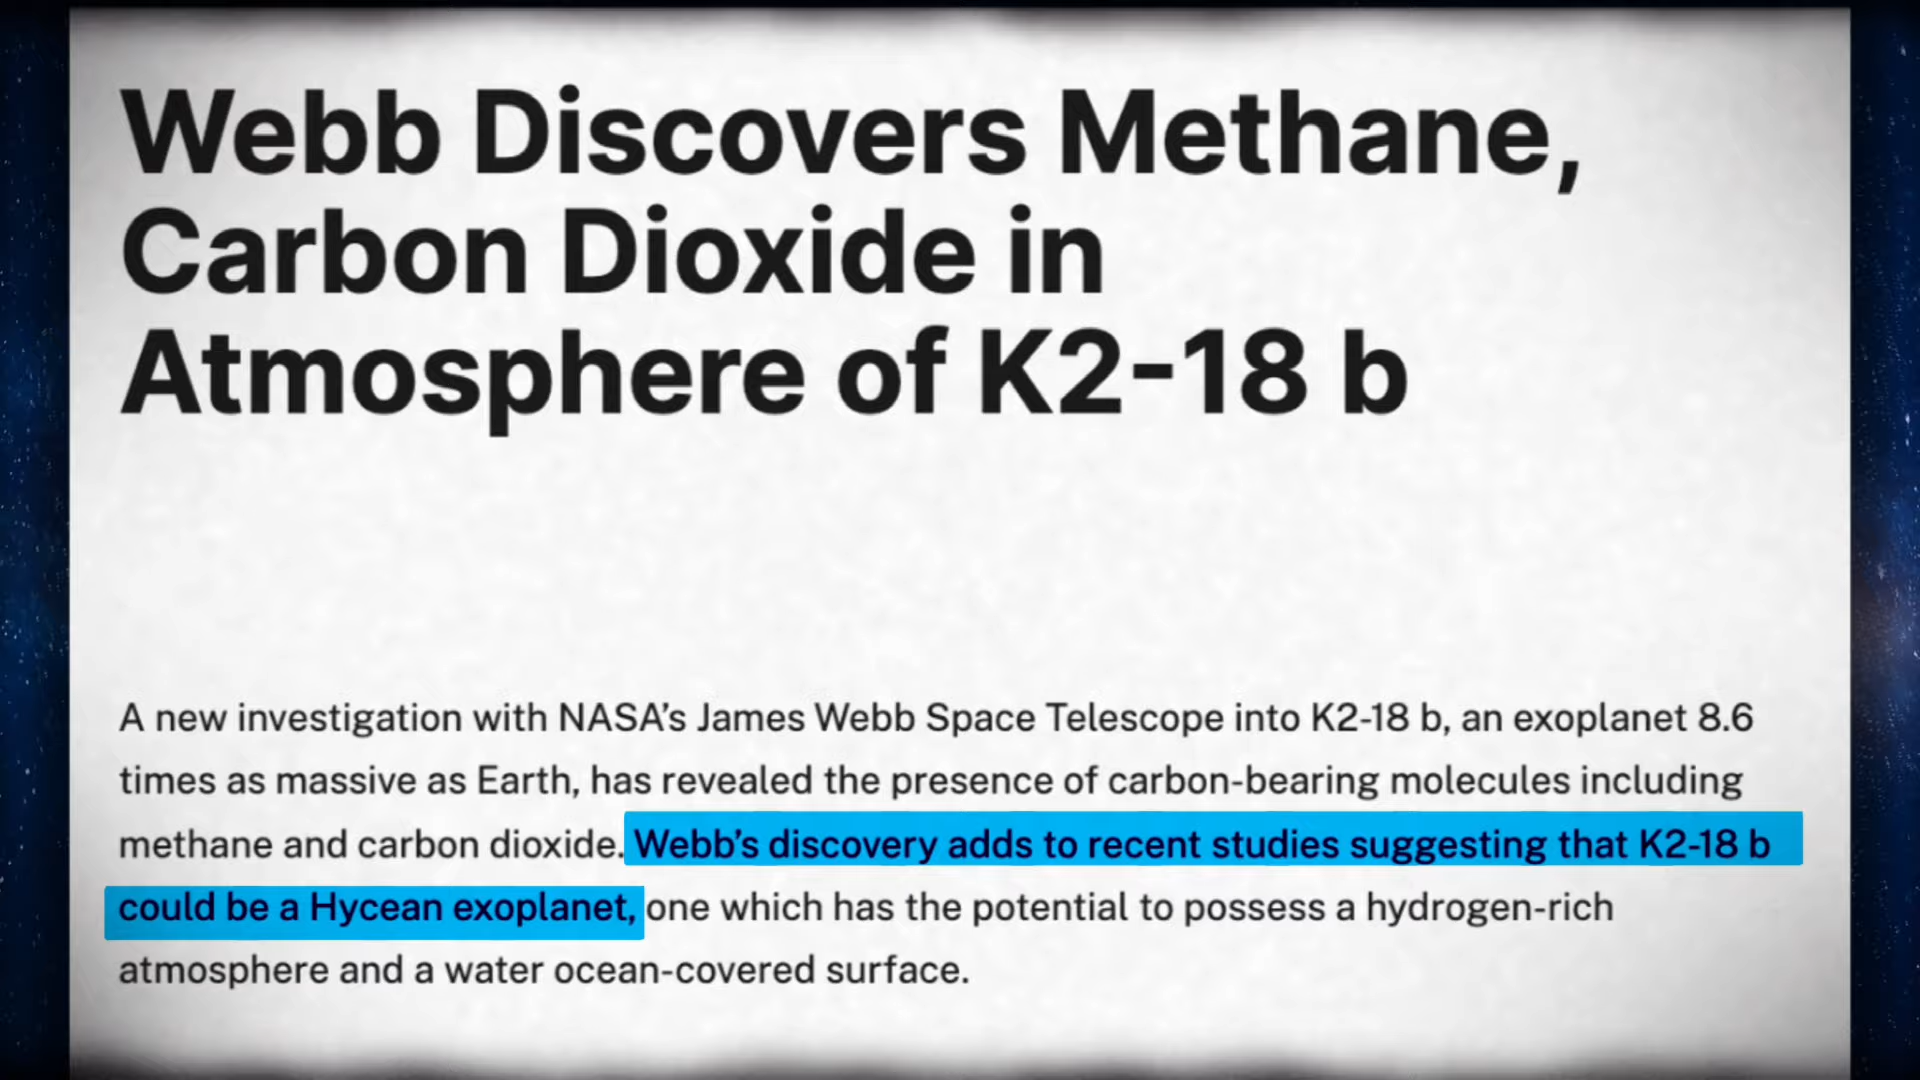 Webb Discovers Methane,
Carbon Dioxide in
Atmosphere of K2-18 b
A new investigation with NASA’s James Webb Space Telescope into K2-18 b, an exoplanet 8.6
times as massive as Earth, has revealed the presence of carbon-bearing molecules including
methane and carbon dioxide. Webb’s discovery adds to recent studies suggesting that K2-18 b
could be a Hycean exoplanet, one which has the potential to possess a hydrogen-rich
atmosphere and a water ocean-covered surface.